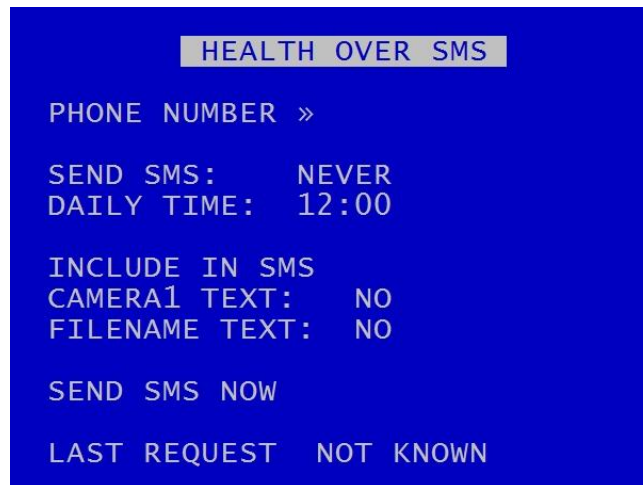 HEALTH OVER SMS
PHONE NUMBER »
SEND SMS: NEVER
DAILY TIME: 12:00
INCLUDE IN SMS
CAMERA1 TEXT: NO
FILENAME TEXT: NO
SEND SMS NOW
LAST REQUEST NOT KNOWN